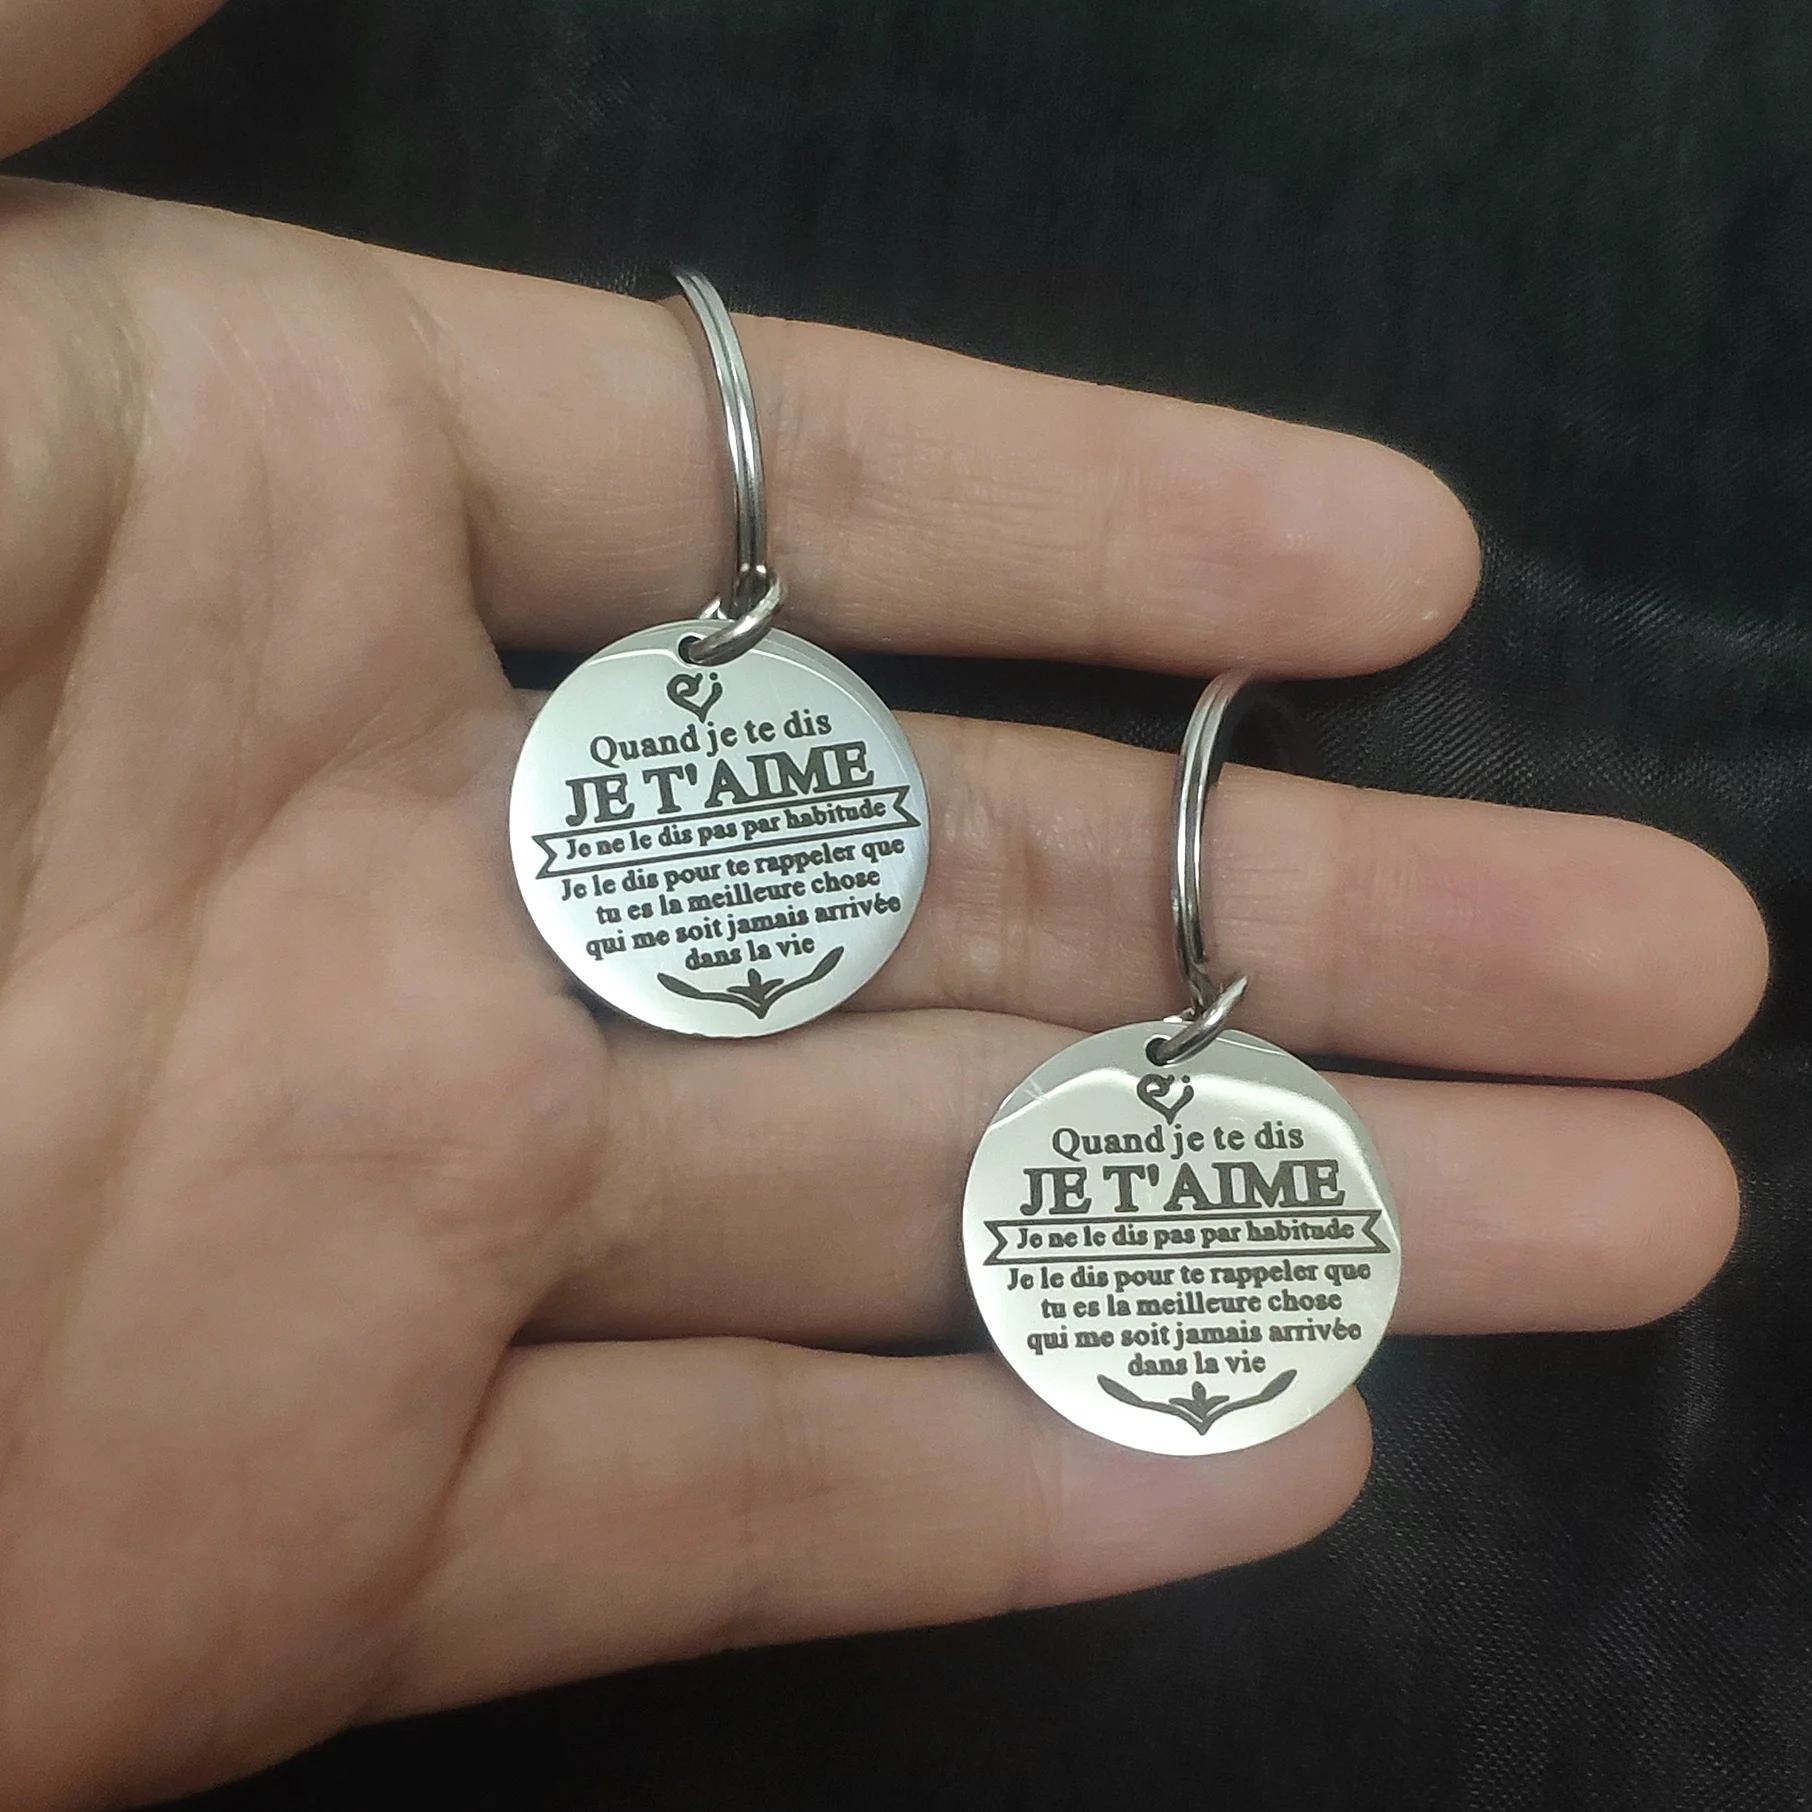 Quand je te dis
JE T'AIME
Je ne le dis pas par habitude
Je le dis pour te rappeler que
tu es la meilleure chose
qui me soit jamais arrivée
dans la vie
Quand je te dis
JE T'AIME
Je ne le dis pas par habitude
Je le dis pour te rappeler que
tu es la meilleure chose
qui me soit jamais arrivée
dans la vie